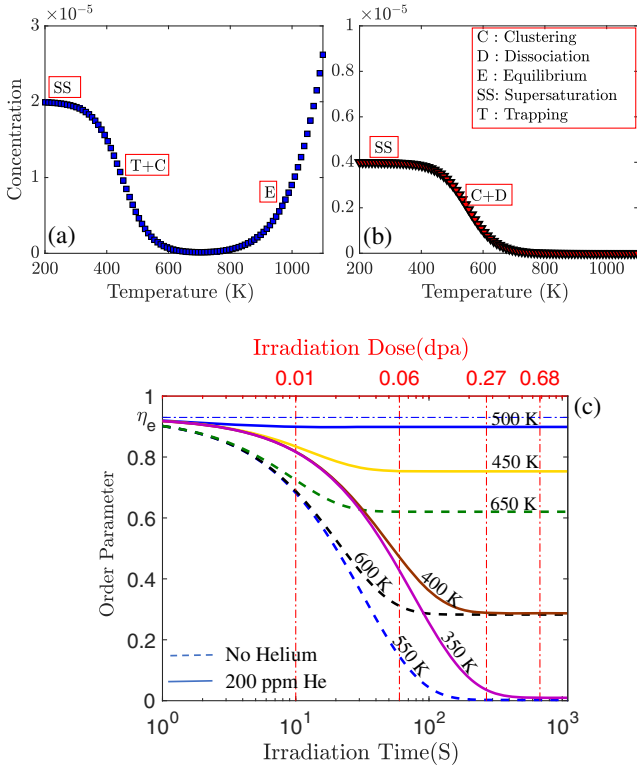 ×10⁻⁵
3
2
1
0
Concentration
SS
T+C
E
(a)
200 400 600 800 1000
Temperature (K)
×10⁻⁵
1
0.8
0.6
0.4
0.2
0
C : Clustering
D : Dissociation
E : Equilibrium
SS: Supersaturation
T : Trapping
SS
C+D
(b)
200 400 600 800 1000
Temperature (K)
Irradiation Dose(dpa)
0.01 0.06 0.27 0.68
(c)
1
ηe
0.8
0.6
0.4
0.2
0
Order Parameter
500 K
450 K
650 K
600 K
400 K
550 K
350 K
No Helium
200 ppm He
10⁰ 10¹ 10² 10³
Irradiation Time(S)